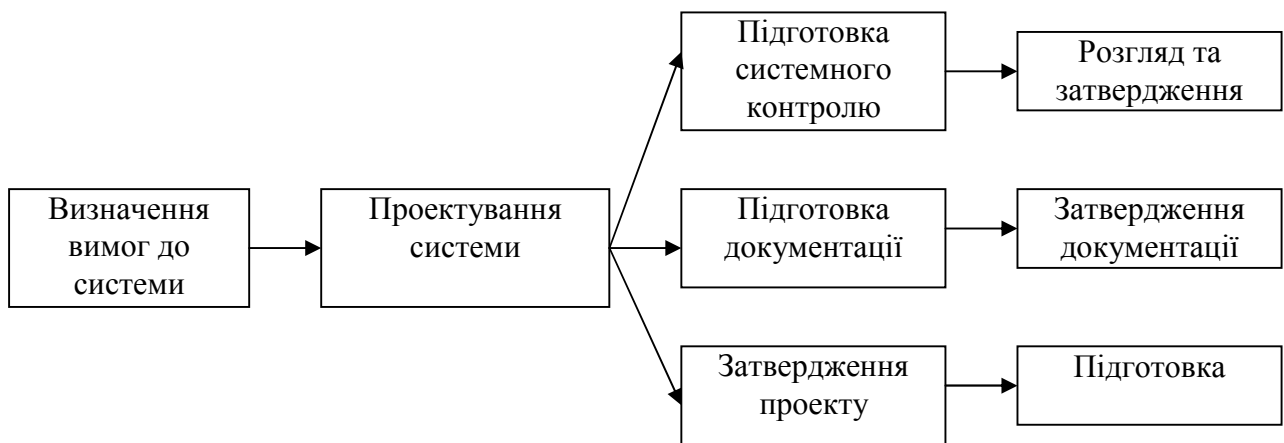 Підготовка
системного
контролю
Розгляд та
затвердження
Визначення
вимог до
системи
Проектування
системи
Підготовка
документації
Затвердження
документації
Затвердження
проекту
Підготовка